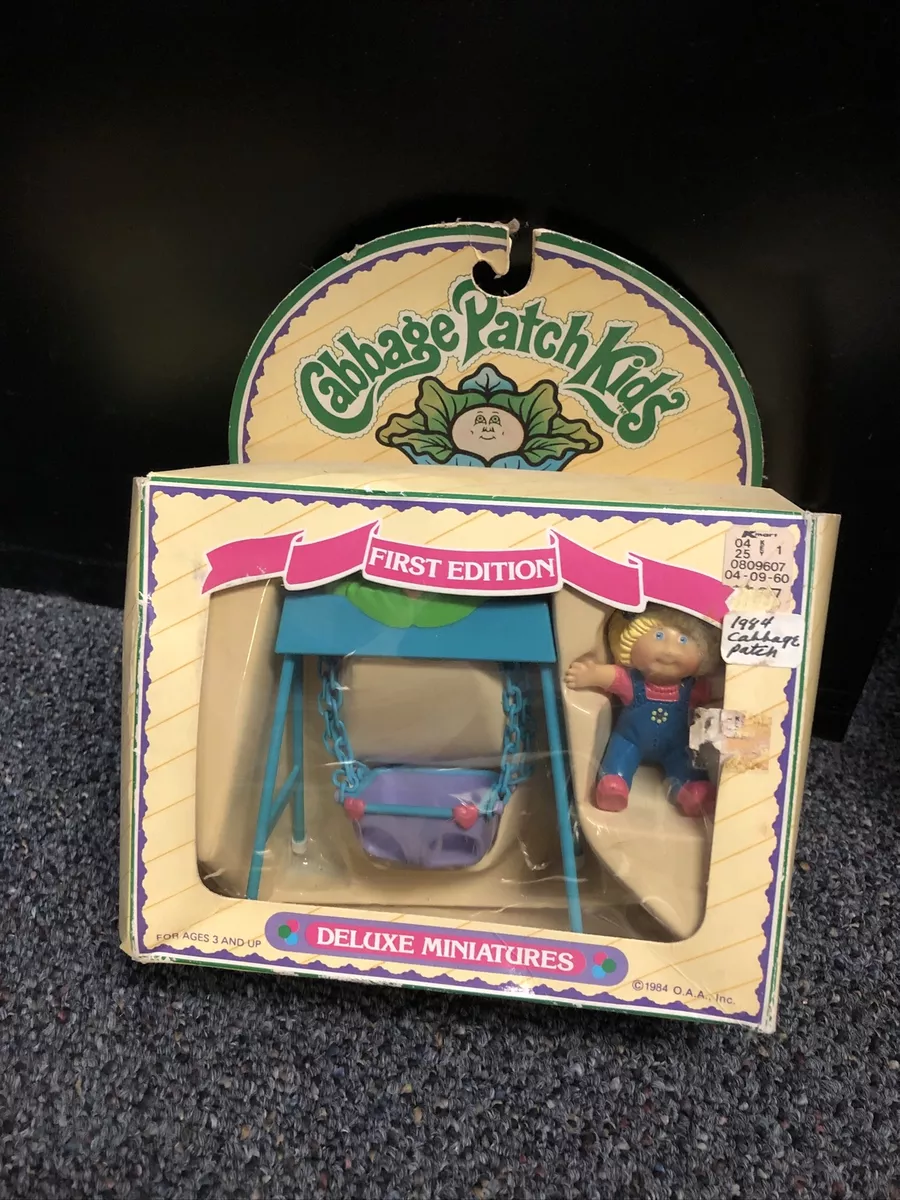 Cabbage Patch Kids
FIRST EDITION
Kmart
04 1
25
0809607
04-09-60
1984
Cabbage
Patch
FOR AGES 3 AND UP
DELUXE MINIATURES
©1984 O.A.A., Inc.